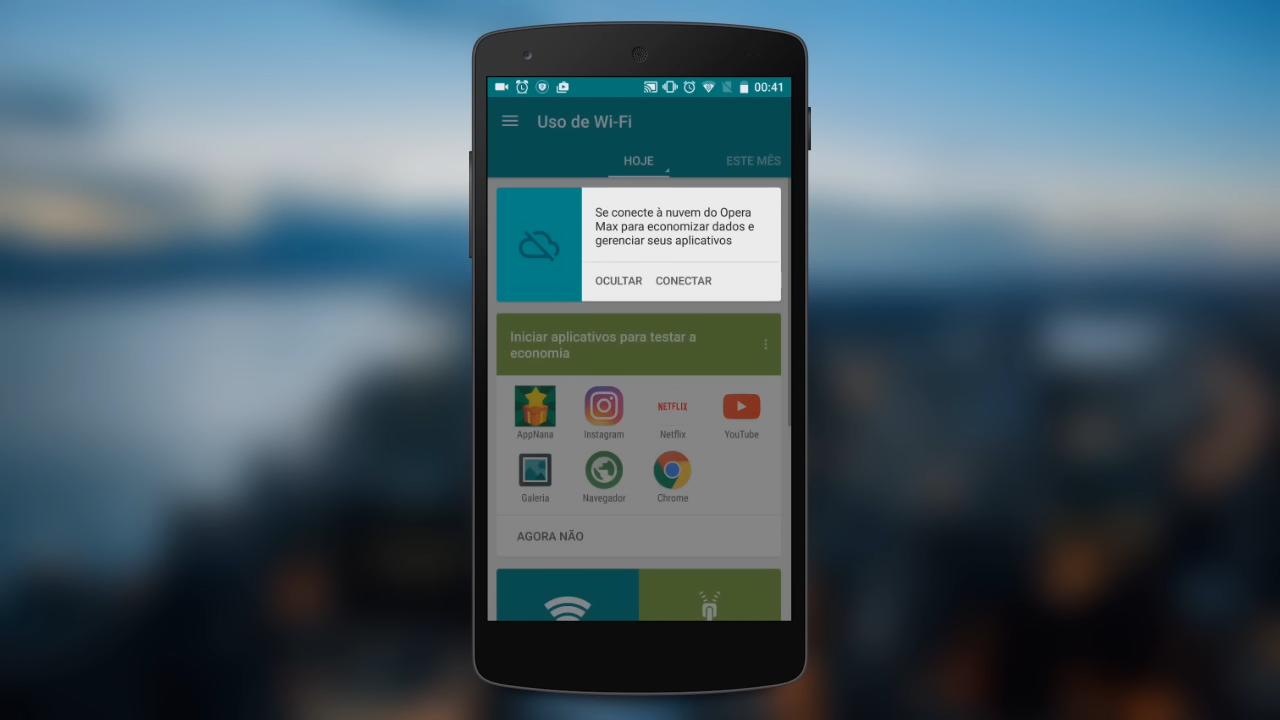 00:41
Uso de Wi-Fi
HOJE
ESTE MÊS
Se conecte à nuvem do Opera
Max para economizar dados e
gerenciar seus aplicativos
OCULTAR CONECTAR
Iniciar aplicativos para testar a
economia
NETFLIX
AppNana Instagram Netflix YouTube
Galeria Navegador Chrome
AGORA NÃO